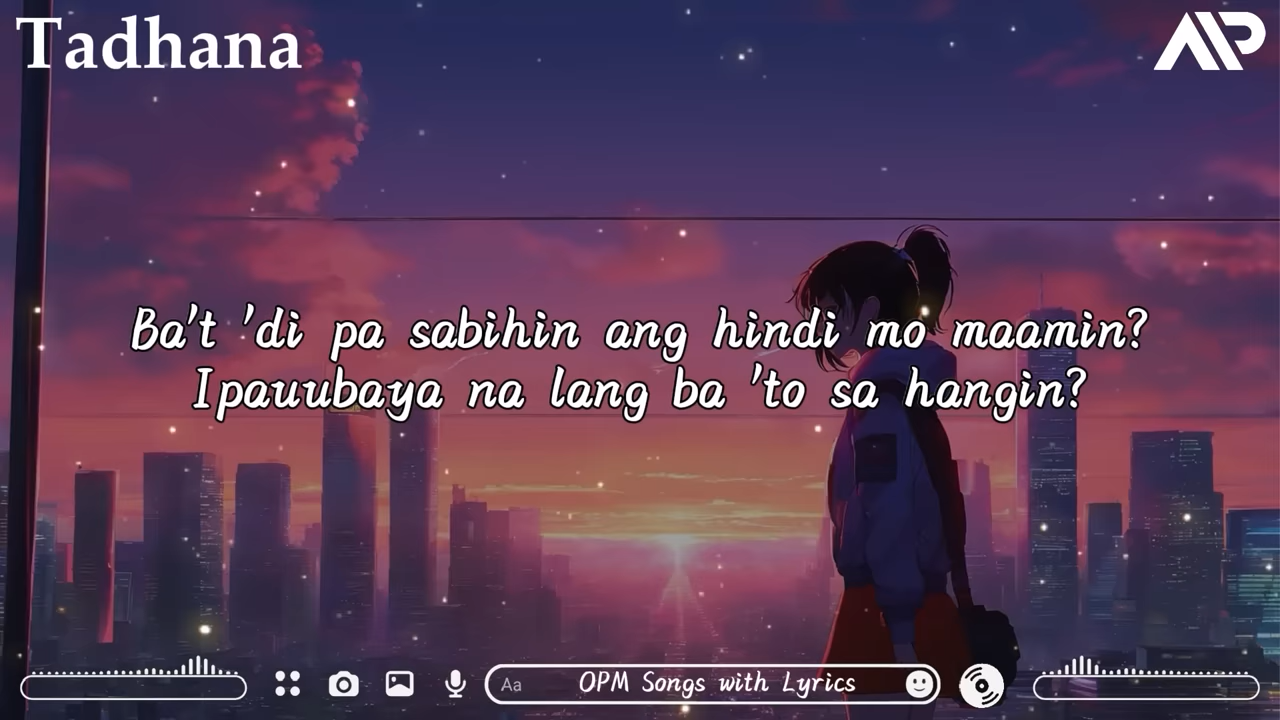 Tadhana
AP
Ba't 'di pa sabihin ang hindi mo maamin?
Ipauubaya na lang ba 'to sa hangin?
Aa OPM Songs with Lyrics